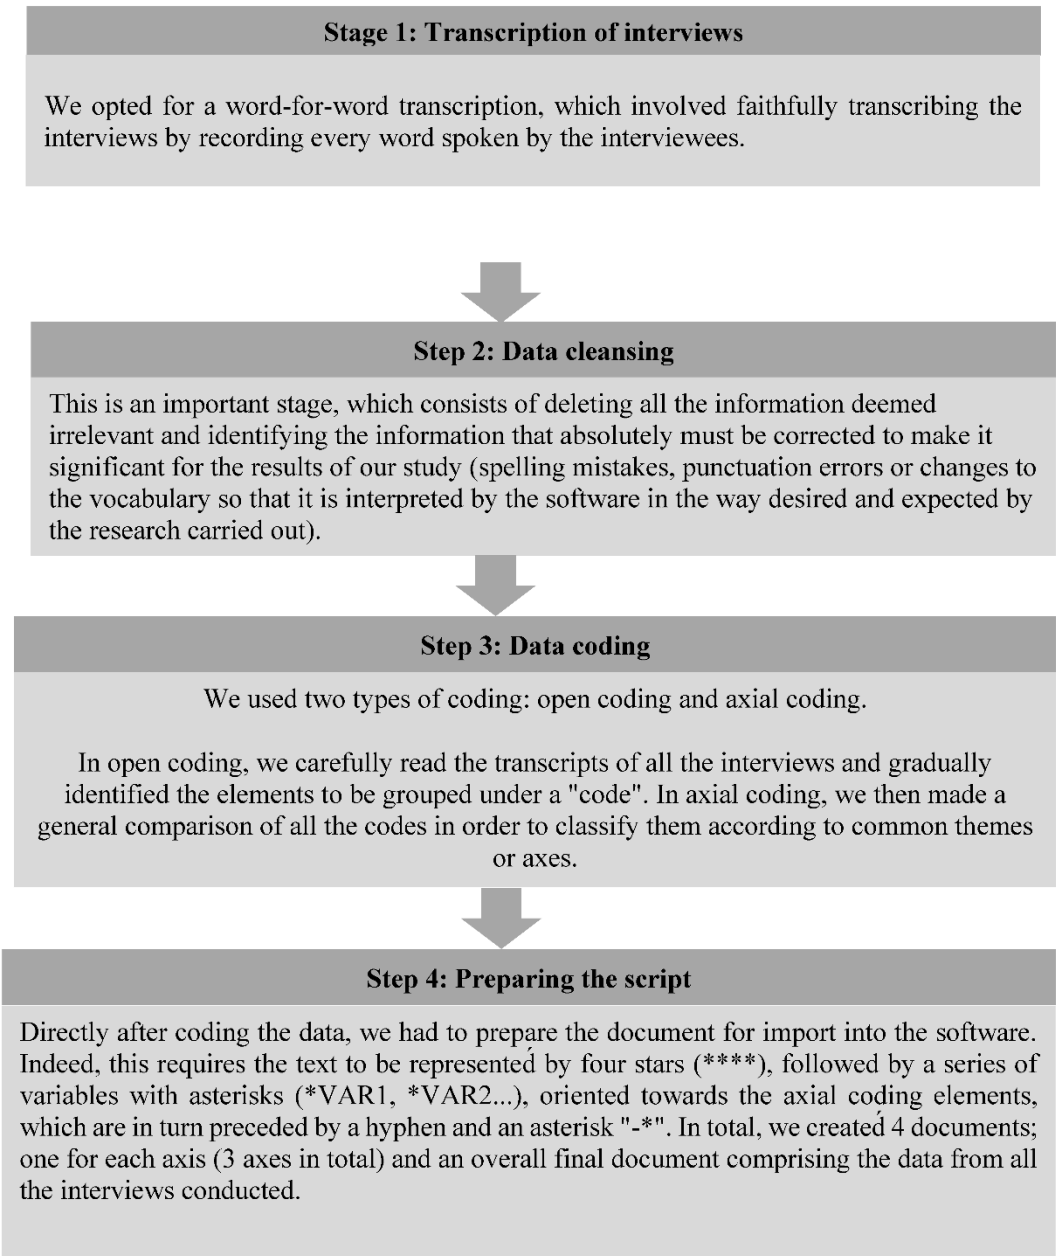 Stage 1: Transcription of interviews
We opted for a word-for-word transcription, which involved faithfully transcribing the
interviews by recording every word spoken by the interviewees.
Step 2: Data cleansing
This is an important stage, which consists of deleting all the information deemed
irrelevant and identifying the information that absolutely must be corrected to make it
significant for the results of our study (spelling mistakes, punctuation errors or changes to
the vocabulary so that it is interpreted by the software in the way desired and expected by
the research carried out).
Step 3: Data coding
We used two types of coding: open coding and axial coding.
In open coding, we carefully read the transcripts of all the interviews and gradually
identified the elements to be grouped under a "code". In axial coding, we then made a
general comparison of all the codes in order to classify them according to common themes
or axes.
Step 4: Preparing the script
Directly after coding the data, we had to prepare the document for import into the software.
Indeed, this requires the text to be represented by four stars (****), followed by a series of
variables with asterisks (*VAR1, *VAR2...), oriented towards the axial coding elements,
which are in turn preceded by a hyphen and an asterisk "-*". In total, we created 4 documents;
one for each axis (3 axes in total) and an overall final document comprising the data from all
the interviews conducted.